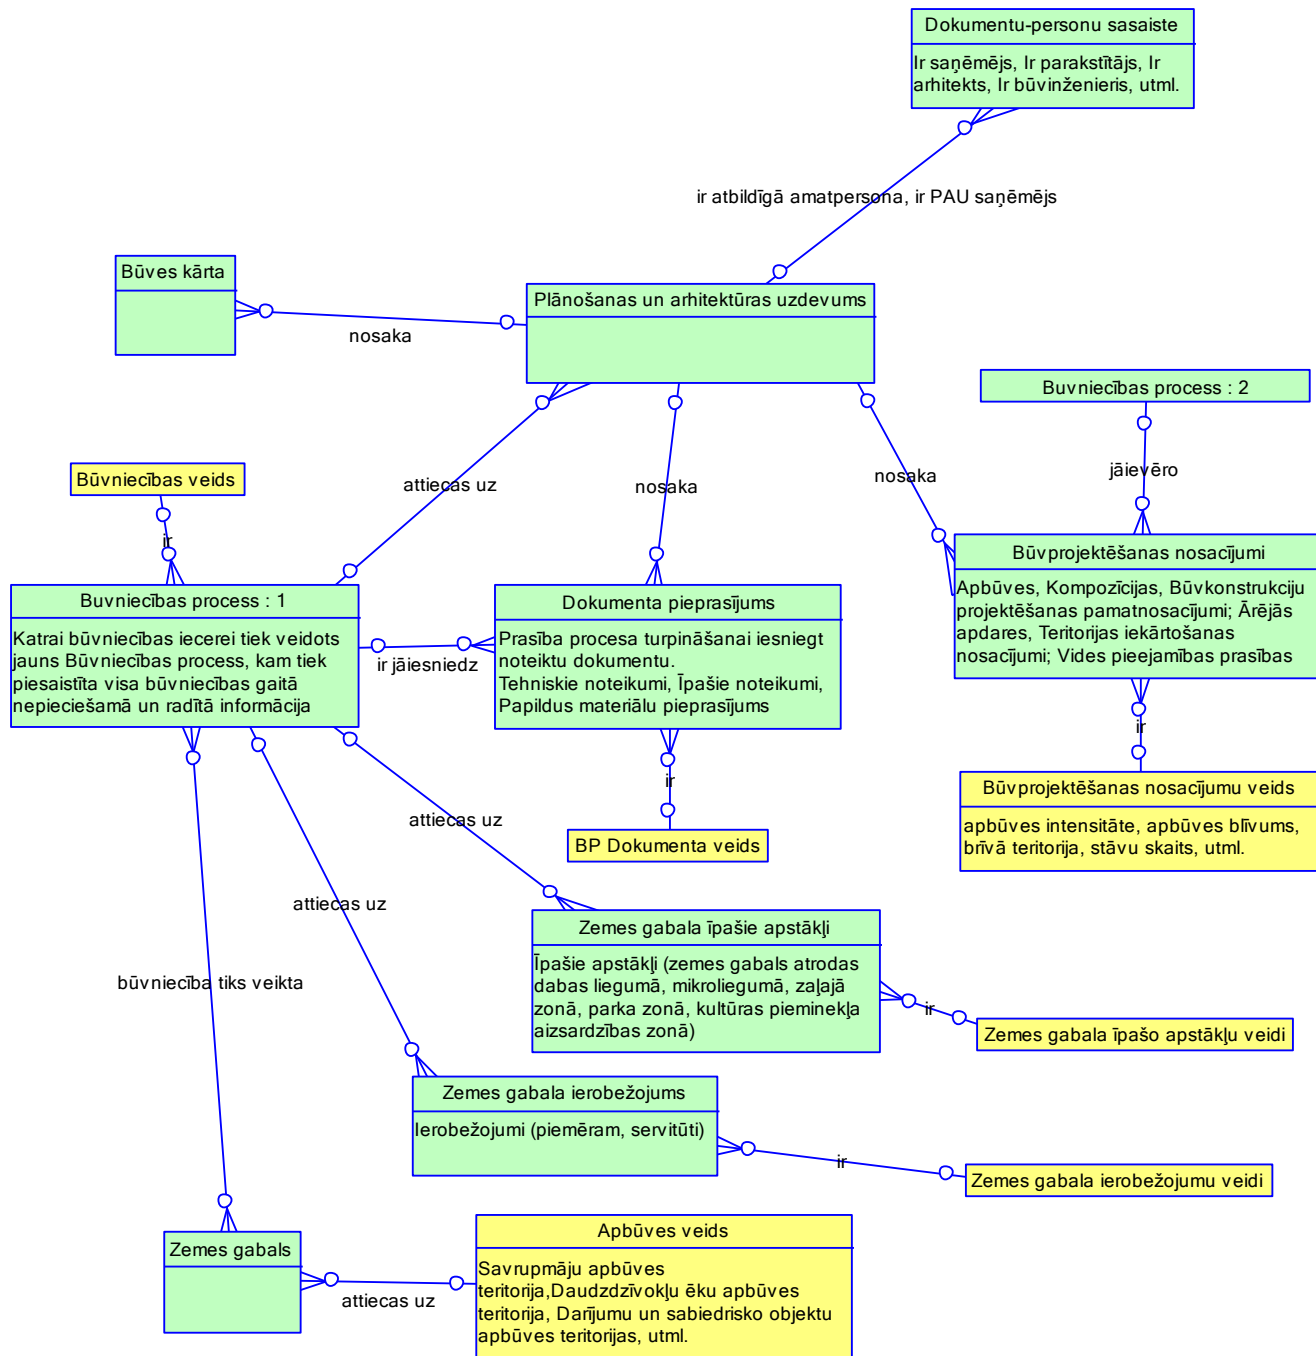 Dokumentu-personu sasaiste
Ir saņēmējs, Ir parakstītājs, Ir
arhitekts, Ir būvinženieris, utml.
ir atbildīgā amatpersona, ir PAU saņēmējs
Būves kārta
nosaka
Plānošanas un arhitektūras uzdevums
Buvniecības process : 2
jāievēro
nosaka
nosaka
attiecas uz
Būvniecības veids
ir
Buvniecības process : 1
Katrai būvniecības iecerei tiek veidots
jauns Būvniecības process, kam tiek
piesaistīta visa būvniecības gaitā
nepieciešamā un radītā informācija
ir jāiesniedz
Dokumenta pieprasījums
Prasība procesa turpināšanai iesniegt
noteiktu dokumentu.
Tehniskie noteikumi, Īpašie noteikumi,
Papildus materiālu pieprasījums
Būvprojektēšanas nosacījumi
Apbūves, Kompozīcijas, Būvkonstrukciju
projektēšanas pamatnosacījumi; Ārējās
apdares, Teritorijas iekārtošanas
nosacījumi; Vides pieejamības prasības
ir
Būvprojektēšanas nosacījumu veids
apbūves intensitāte, apbūves blīvums,
brīvā teritorija, stāvu skaits, utml.
ir
BP Dokumenta veids
attiecas uz
attiecas uz
būvniecība tiks veikta
Zemes gabala īpašie apstākļi
Īpašie apstākļi (zemes gabals atrodas
dabas liegumā, mikroliegumā, zaļajā
zonā, parka zonā, kultūras pieminekļa
aizsardzības zonā)
ir
Zemes gabala īpašo apstākļu veidi
Zemes gabala ierobežojums
Ierobežojumi (piemēram, servitūti)
ir
Zemes gabala ierobežojumu veidi
Zemes gabals
attiecas uz
Apbūves veids
Savrupmāju apbūves
teritorija,Daudzdzīvokļu ēku apbūves
teritorija, Darījumu un sabiedrisko objektu
apbūves teritorijas, utml.